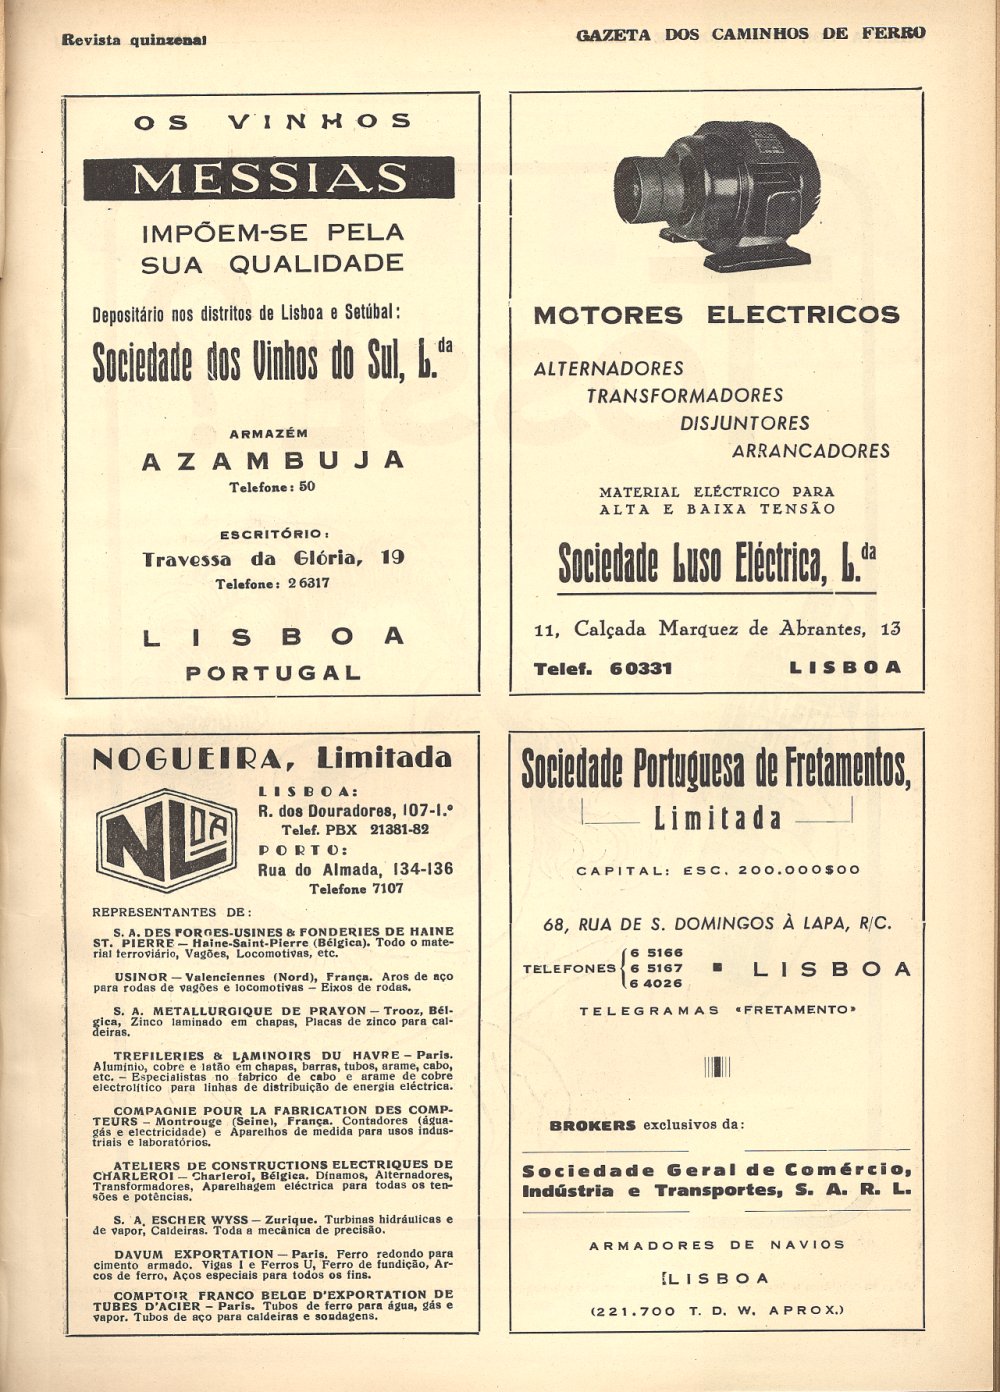 Revista quinzenal
GAZETA DOS CAMINHOS DE FERRO
OS VINHOS
MESSIAS
IMPÕEM-SE PELA
SUA QUALIDADE
Depositário nos distritos de Lisboa e Setúbal:
Sociedade dos Vinhos do Sul, L.da
ARMAZÉM
AZAMBUJA
Telefone: 50
ESCRITÓRIO:
Travessa da Glória, 19
Telefone: 26317
LISBOA
PORTUGAL
MOTORES ELECTRICOS
ALTERNADORES
TRANSFORMADORES
DISJUNTORES
ARRANCADORES
MATERIAL ELÉCTRICO PARA
ALTA E BAIXA TENSÃO
Sociedade Luso Eléctrica, L.da
11, Calçada Marquez de Abrantes, 13
Telef. 60331 LISBOA
NOGUEIRA, Limitada
NLDA
LISBOA:
R. dos Douradores, 107-1.º
Telef. PBX 21381-82
PORTO:
Rua do Almada, 134-136
Telefone 7107
REPRESENTANTES DE:
S. A. DES FORGES-USINES & FONDERIES DE HAINE
ST. PIERRE — Haine-Saint-Pierre (Bélgica). Todo o mate-
rial ferroviário, Vagões, Locomotivas, etc.
USINOR — Valenciennes (Nord), França. Aros de aço
para rodas de vagões e locomotivas — Eixos de rodas.
S. A. METALLURGIQUE DE PRAYON — Trooz, Bél-
gica, Zinco laminado em chapas, Placas de zinco para cal-
deiras.
TREFILERIES & LAMINOIRS DU HAVRE — Paris.
Alumínio, cobre e latão em chapas, barras, tubos, arame, cabo,
etc. — Especialistas no fabrico de cabo e arame de cobre
electrolítico para linhas de distribuição de energia eléctrica.
COMPAGNIE POUR LA FABRICATION DES COMP-
TEURS — Montrouge (Seine), França. Contadores (água-
gás e electricidade) e Aparelhos de medida para usos indus-
triais e laboratórios.
ATELIERS DE CONSTRUCTIONS ELECTRIQUES DE
CHARLEROI — Charleroi, Bélgica. Dínamos, Alternadores,
Transformadores, Aparelhagem eléctrica para todas os ten-
sões e potências.
S. A. ESCHER WYSS — Zurique. Turbinas hidráulicas e
de vapor, Caldeiras. Toda a mecânica de precisão.
DAVUM EXPORTATION — Paris. Ferro redondo para
cimento armado. Vigas I e Ferros U, Ferro de fundição, Ar-
cos de ferro, Aços especiais para todos os fins.
COMPTOIR FRANCO BELGE D'EXPORTATION DE
TUBES D'ACIER — Paris. Tubos de ferro para água, gás e
vapor. Tubos de aço para caldeiras e sondagens.
Sociedade Portuguesa de Fretamentos,
Limitada
CAPITAL: ESC. 200.000$00
68, RUA DE S. DOMINGOS À LAPA, R/C.
TELEFONES { 6 5166
6 5167
6 4026
LISBOA
TELEGRAMAS «FRETAMENTO»
BROKERS exclusivos da:
Sociedade Geral de Comércio,
Indústria e Transportes, S. A. R. L.
ARMADORES DE NAVIOS
LISBOA
(221.700 T. D. W. APROX.)